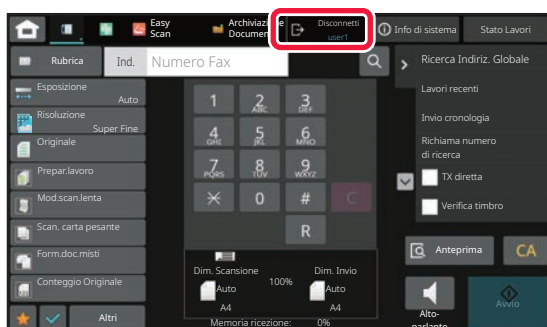 Easy
Scan
Archiviazione
Documen
Disconnetti
user1
Info di sistema
Stato Lavori
Rubrica
Ind.
Numero Fax
Ricerca Indiriz. Globale
Lavori recenti
Invio cronologia
Richiama numero
di ricerca
TX diretta
Verifica timbro
Anteprima
CA
Alto-
parlante
Avvio
Esposizione
Auto
Risoluzione
Super Fine
Originale
Prepar.lavoro
Mod.scan.lenta
Scan. carta pesante
Form.doc.misti
Conteggio Originale
Altri
1
2
ABC
3
DEF
4
GHI
5
JKL
6
MNO
7
PQRS
8
TUV
9
WXYZ
0
#
C
R
Dim. Scansione
Auto
A4
100%
Dim. Invio
Auto
A4
Memoria ricezione: 0%